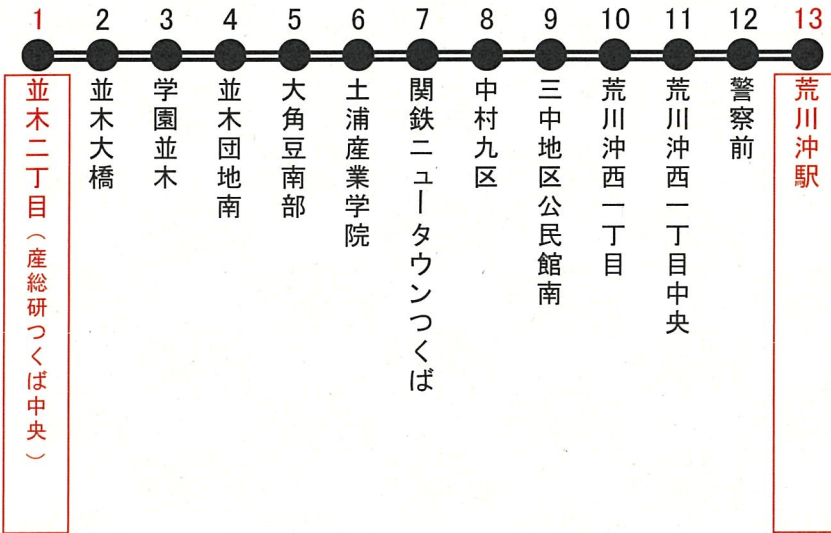 1 2 3 4 5 6 7 8 9 10 11 12 13
並木二丁目（産総研つくば中央）
並木大橋
学園並木
並木団地南
大角豆南部
土浦産業学院
関鉄ニュータウンつくば
中村九区
三中地区公民館南
荒川沖西一丁目
荒川沖西一丁目中央
警察前
荒川沖駅